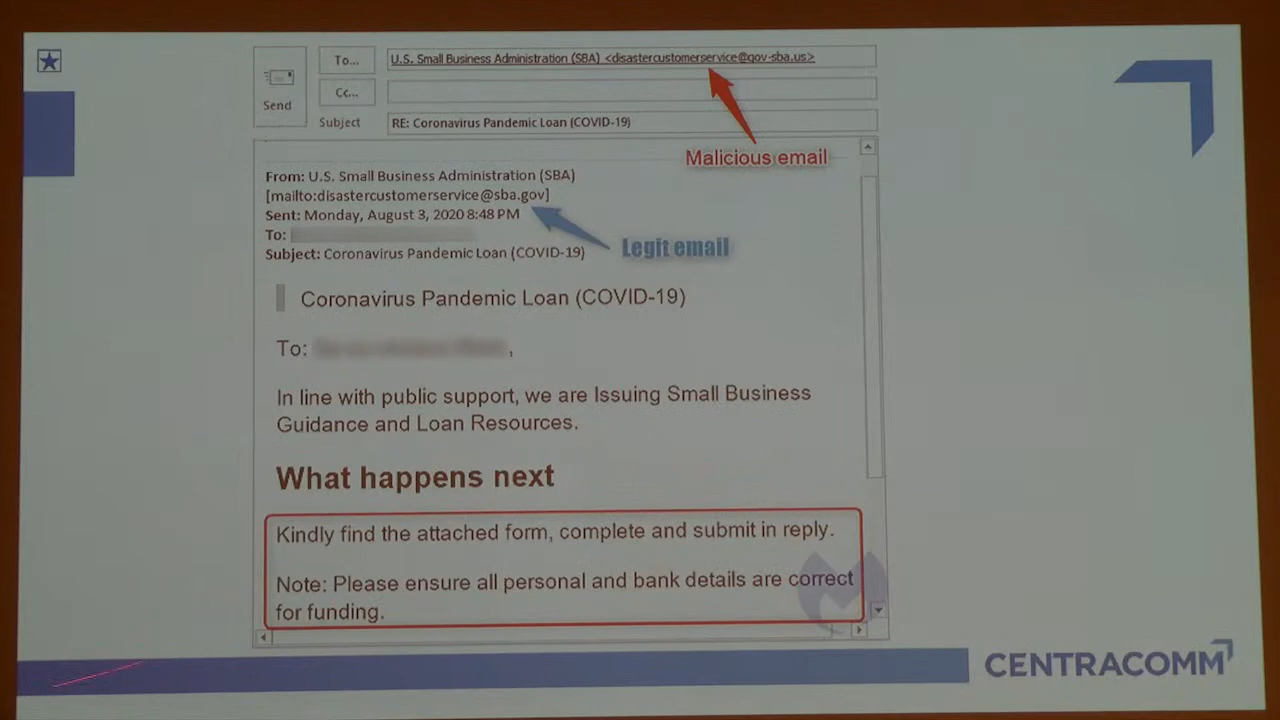 To...
U.S. Small Business Administration (SBA) <disastercustomerservice@gov-sba.us>
Send
Cc...
Subject
RE: Coronavirus Pandemic Loan (COVID-19)
Malicious email
From: U.S. Small Business Administration (SBA)
[mailto:disastercustomerservice@sba.gov]
Sent: Monday, August 3, 2020 8:48 PM
To:
Subject: Coronavirus Pandemic Loan (COVID-19)
Legit email
Coronavirus Pandemic Loan (COVID-19)
To: ,
In line with public support, we are Issuing Small Business
Guidance and Loan Resources.
What happens next
Kindly find the attached form, complete and submit in reply.
Note: Please ensure all personal and bank details are correct
for funding.
CENTRACOMM